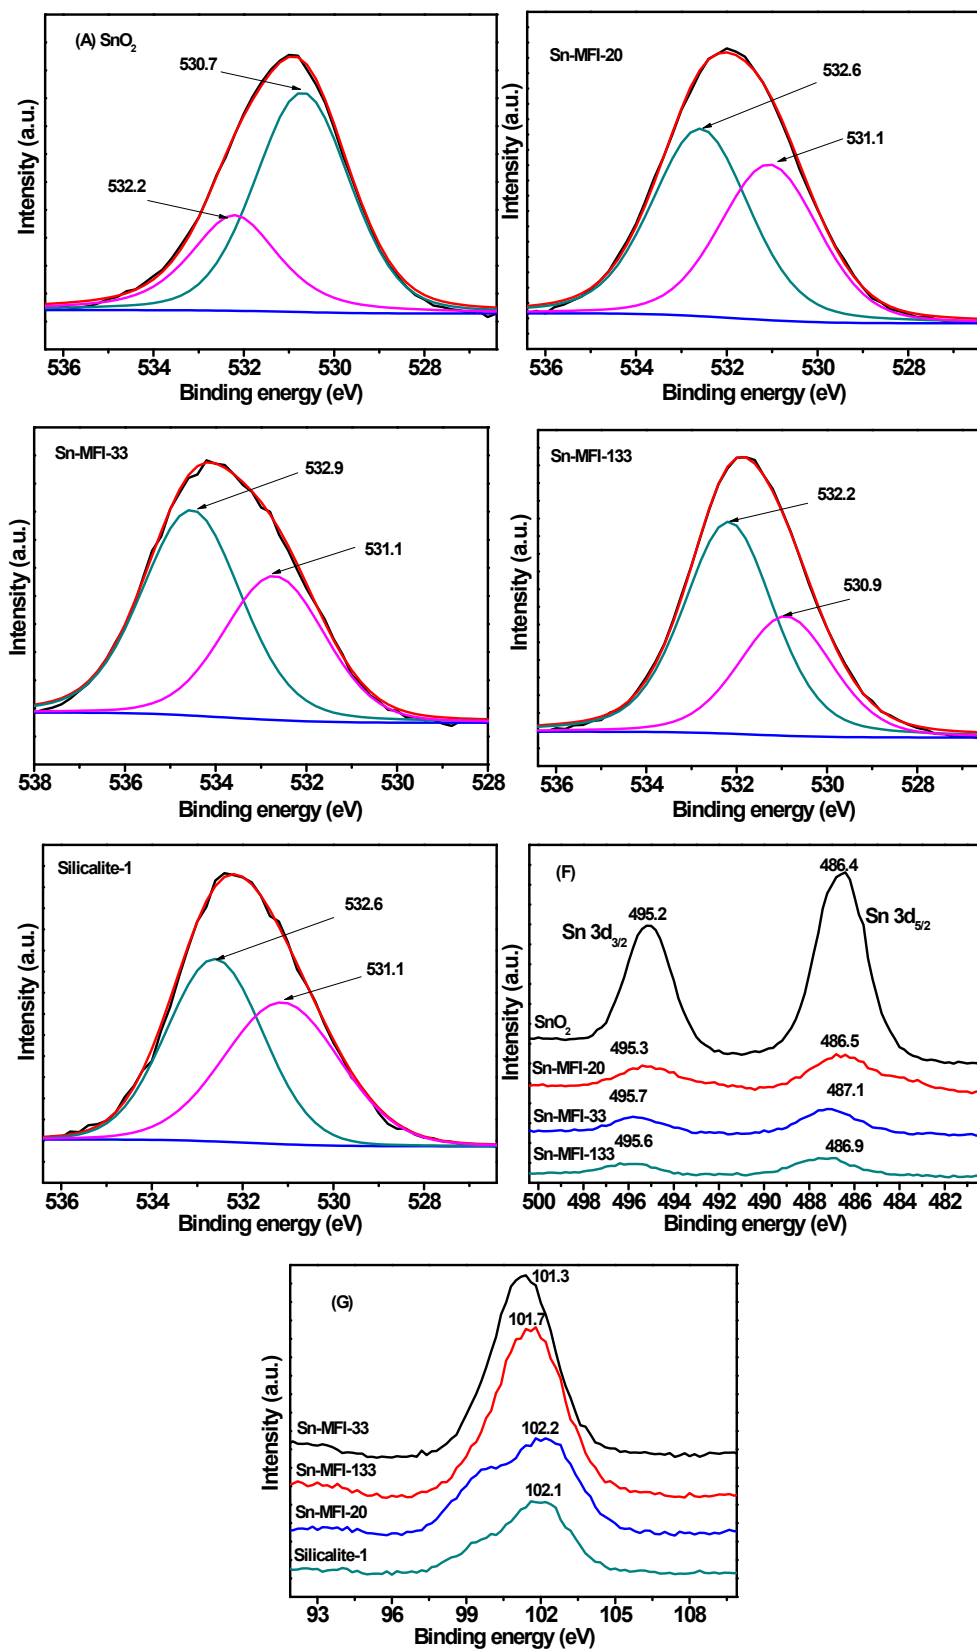 (A) SnO₂
530.7
532.2
Intensity (a.u.)
536 534 532 530 528
Binding energy (eV)
Sn-MFI-20
532.6
531.1
Intensity (a.u.)
536 534 532 530 528
Binding energy (eV)
Sn-MFI-33
532.9
531.1
Intensity (a.u.)
538 536 534 532 530 528
Binding energy (eV)
Sn-MFI-133
532.2
530.9
Intensity (a.u.)
536 534 532 530 528
Binding energy (eV)
Silicalite-1
532.6
531.1
Intensity (a.u.)
536 534 532 530 528
Binding energy (eV)
(F)
486.4
Sn 3d₅/₂
495.2
Sn 3d₃/₂
SnO₂
495.3
486.5
Sn-MFI-20
495.7
487.1
Sn-MFI-33
495.6
486.9
Sn-MFI-133
Intensity (a.u.)
500 498 496 494 492 490 488 486 484 482
Binding energy (eV)
(G)
101.3
101.7
Sn-MFI-33
102.2
Sn-MFI-133
102.1
Sn-MFI-20
Silicalite-1
Intensity (a.u.)
93 96 99 102 105 108
Binding energy (eV)